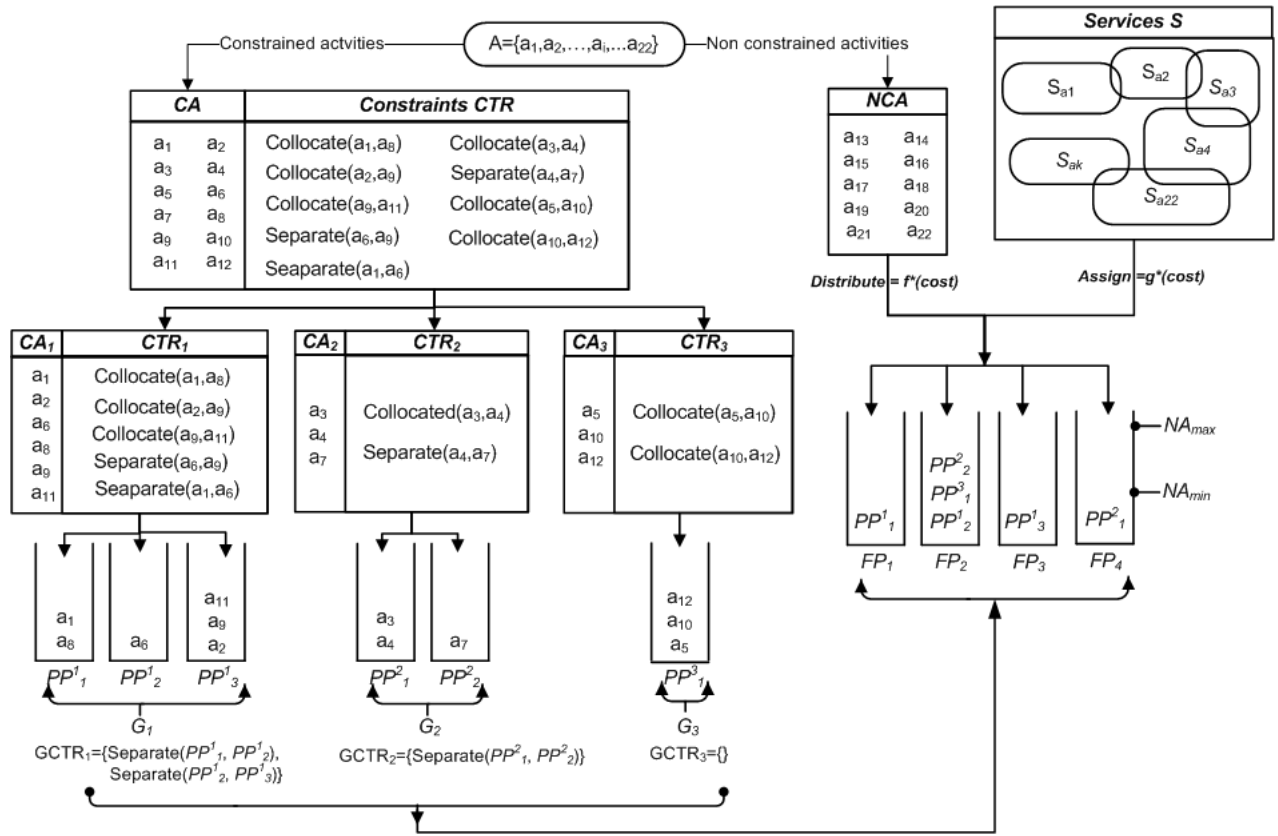 A={a₁,a₂,…,aᵢ,...a₂₂}
Constrained actvities
Non constrained activities
CA
Constraints CTR
a₁ a₂
a₃ a₄
a₅ a₆
a₇ a₈
a₉ a₁₀
a₁₁ a₁₂
Collocate(a₁,a₈) Collocate(a₃,a₄)
Collocate(a₂,a₉) Separate(a₄,a₇)
Collocate(a₉,a₁₁) Collocate(a₅,a₁₀)
Separate(a₆,a₉) Collocate(a₁₀,a₁₂)
Seaparate(a₁,a₆)
NCA
a₁₃ a₁₄
a₁₅ a₁₆
a₁₇ a₁₈
a₁₉ a₂₀
a₂₁ a₂₂
Services S
Sa1
Sa2
Sa3
Sa4
Sak
Sa22
Distribute = f*(cost)
Assign =g*(cost)
CA₁
CTR₁
a₁
a₂
a₆
a₈
a₉
a₁₁
Collocate(a₁,a₈)
Collocate(a₂,a₉)
Collocate(a₉,a₁₁)
Separate(a₆,a₉)
Seaparate(a₁,a₆)
CA₂
CTR₂
a₃
a₄
a₇
Collocated(a₃,a₄)
Separate(a₄,a₇)
CA₃
CTR₃
a₅
a₁₀
a₁₂
Collocate(a₅,a₁₀)
Collocate(a₁₀,a₁₂)
a₁
a₈
PP¹₁
a₆
PP¹₂
a₁₁
a₉
a₂
PP¹₃
G₁
GCTR₁={Separate(PP¹₁, PP¹₂),
Separate(PP¹₂, PP¹₃)}
a₃
a₄
PP²₁
a₇
PP²₂
G₂
GCTR₂={Separate(PP²₁, PP²₂)}
a₁₂
a₁₀
a₅
PP³₁
G₃
GCTR₃={}
PP¹₁
FP₁
PP²₂
PP³₁
PP¹₂
FP₂
PP¹₃
FP₃
PP²₁
FP₄
NAmax
NAmin